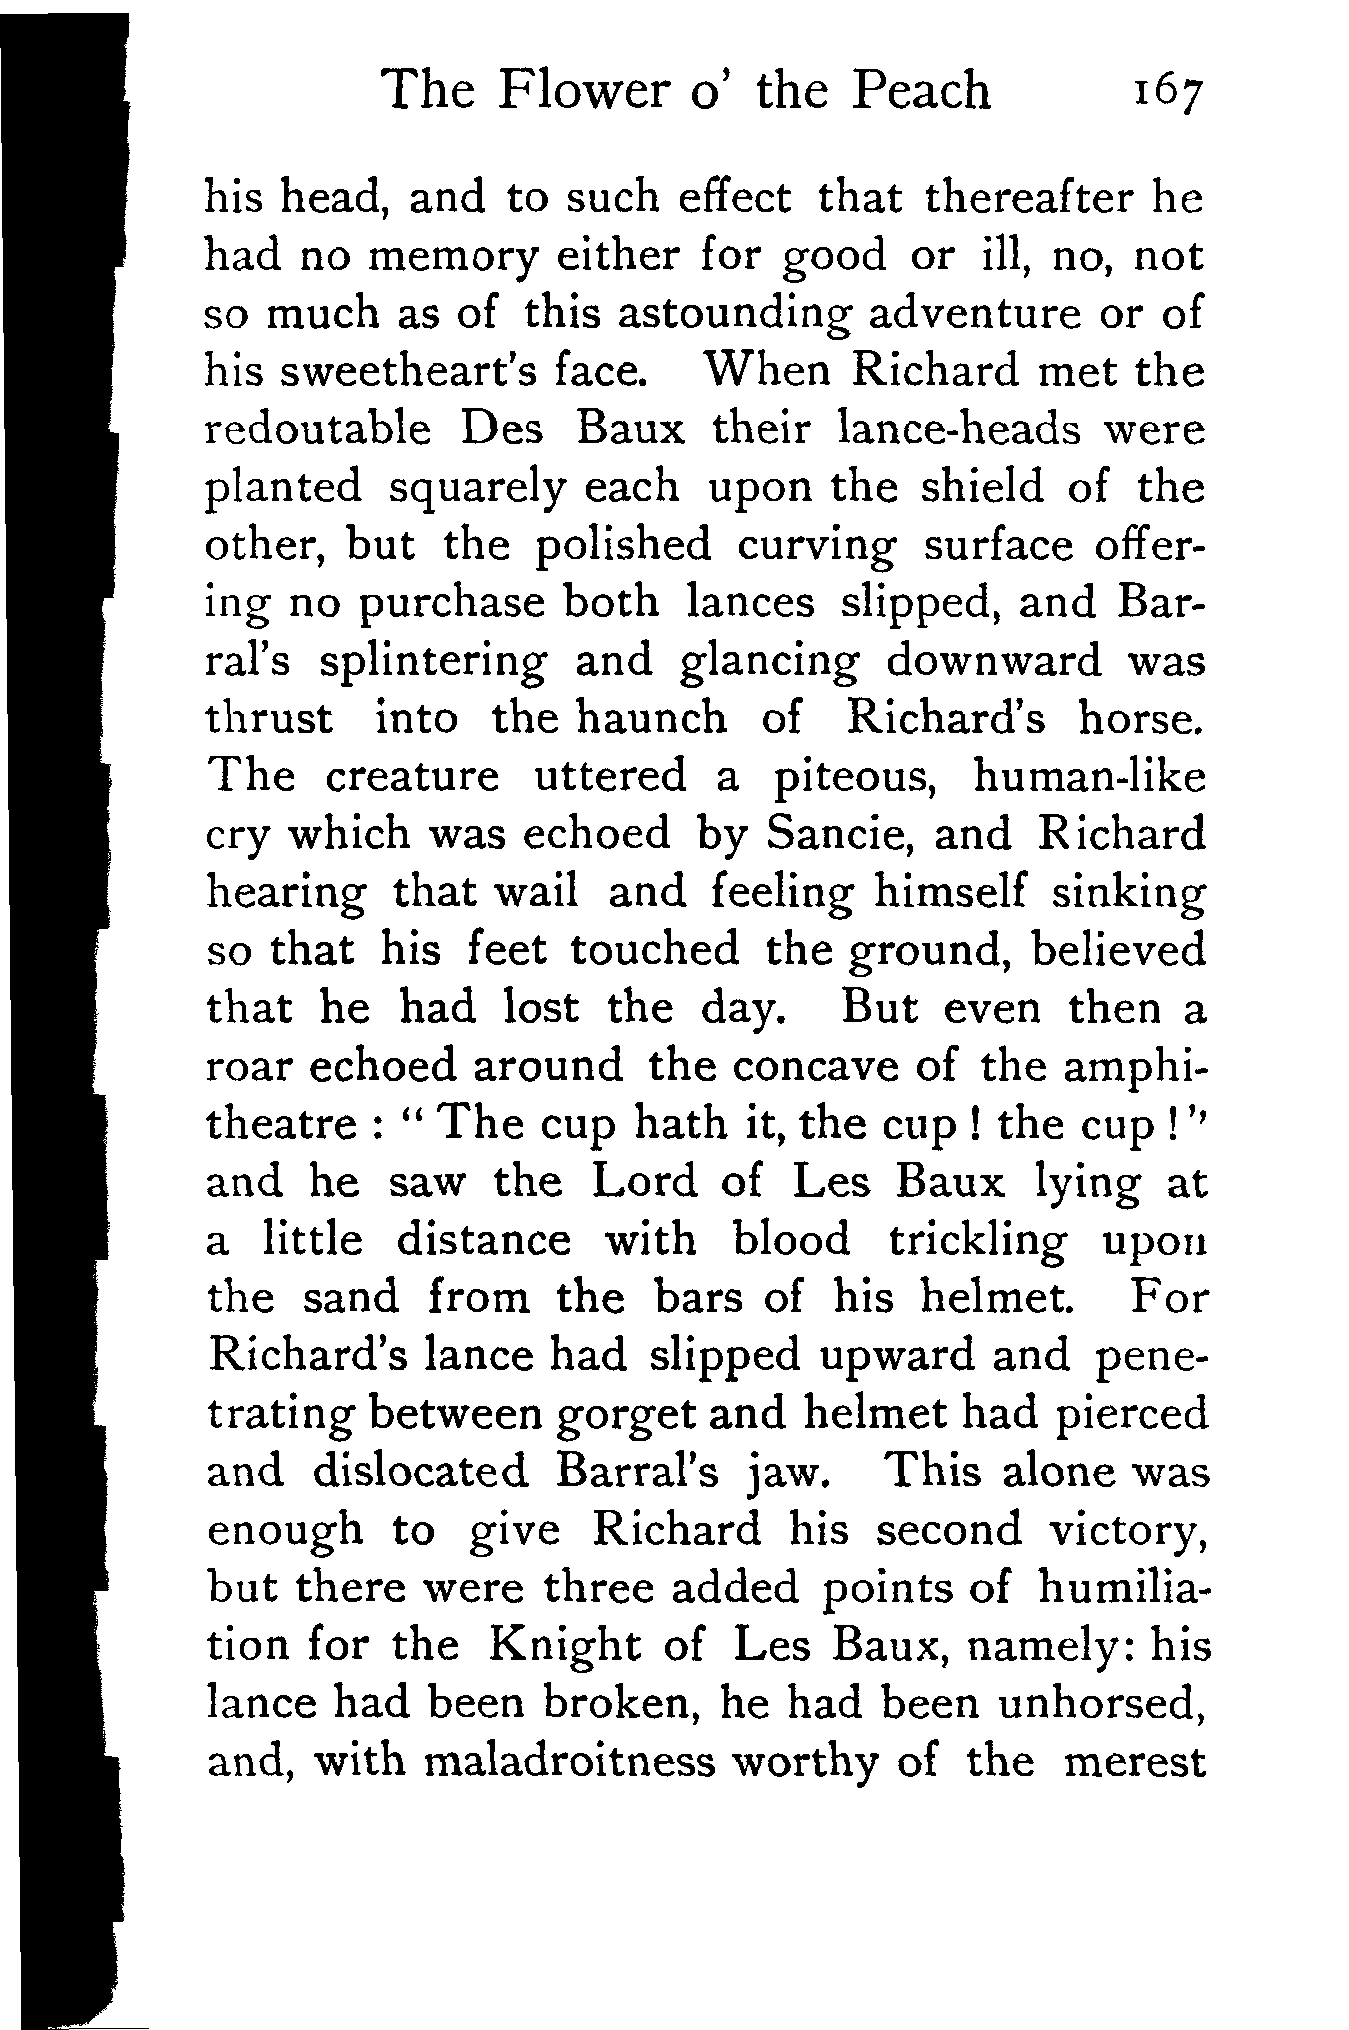 The Flower o' the Peach 167
his head, and to such effect that thereafter he
had no memory either for good or ill, no, not
so much as of this astounding adventure or of
his sweetheart's face. When Richard met the
redoutable Des Baux their lance-heads were
planted squarely each upon the shield of the
other, but the polished curving surface offer-
ing no purchase both lances slipped, and Bar-
ral's splintering and glancing downward was
thrust into the haunch of Richard's horse.
The creature uttered a piteous, human-like
cry which was echoed by Sancie, and Richard
hearing that wail and feeling himself sinking
so that his feet touched the ground, believed
that he had lost the day. But even then a
roar echoed around the concave of the amphi-
theatre : " The cup hath it, the cup ! the cup ! "
and he saw the Lord of Les Baux lying at
a little distance with blood trickling upon
the sand from the bars of his helmet. For
Richard's lance had slipped upward and pene-
trating between gorget and helmet had pierced
and dislocated Barral's jaw. This alone was
enough to give Richard his second victory,
but there were three added points of humilia-
tion for the Knight of Les Baux, namely: his
lance had been broken, he had been unhorsed,
and, with maladroitness worthy of the merest